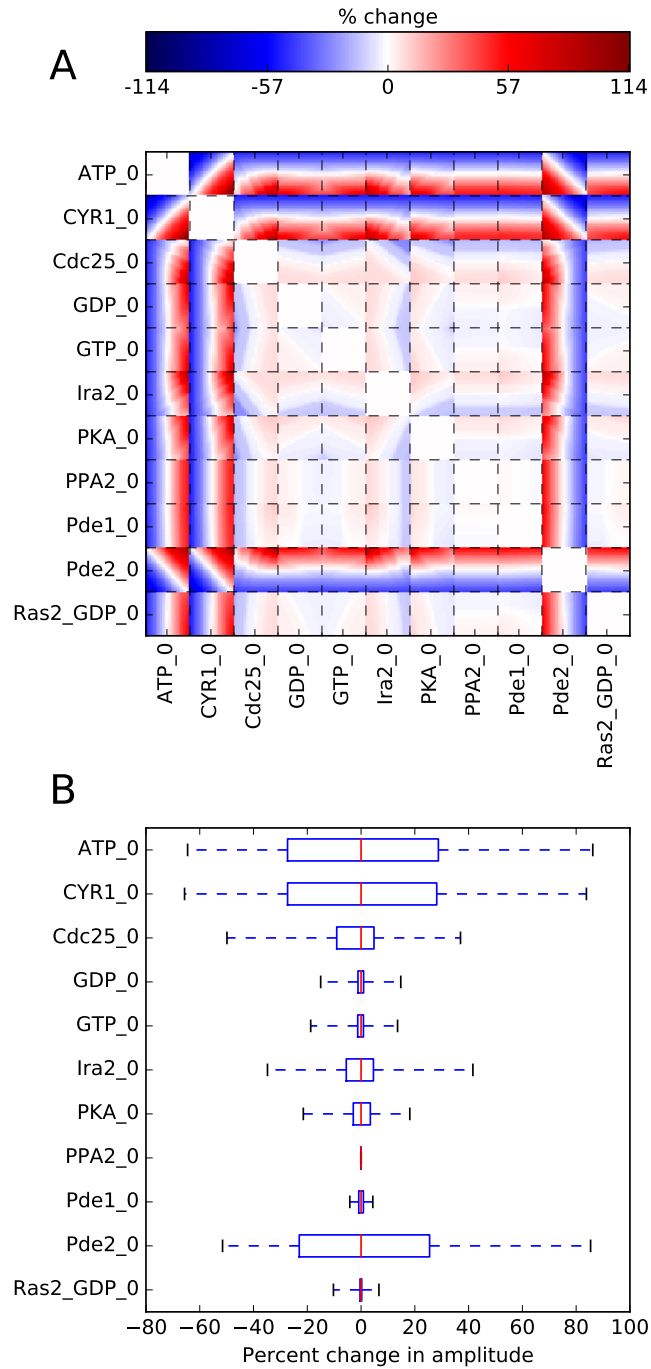 % change
A
-114 -57 0 57 114
ATP_0
CYR1_0
Cdc25_0
GDP_0
GTP_0
Ira2_0
PKA_0
PPA2_0
Pde1_0
Pde2_0
Ras2_GDP_0
ATP_0 CYR1_0 Cdc25_0 GDP_0 GTP_0 Ira2_0 PKA_0 PPA2_0 Pde1_0 Pde2_0 Ras2_GDP_0
B
ATP_0
CYR1_0
Cdc25_0
GDP_0
GTP_0
Ira2_0
PKA_0
PPA2_0
Pde1_0
Pde2_0
Ras2_GDP_0
−80 −60 −40 −20 0 20 40 60 80 100
Percent change in amplitude